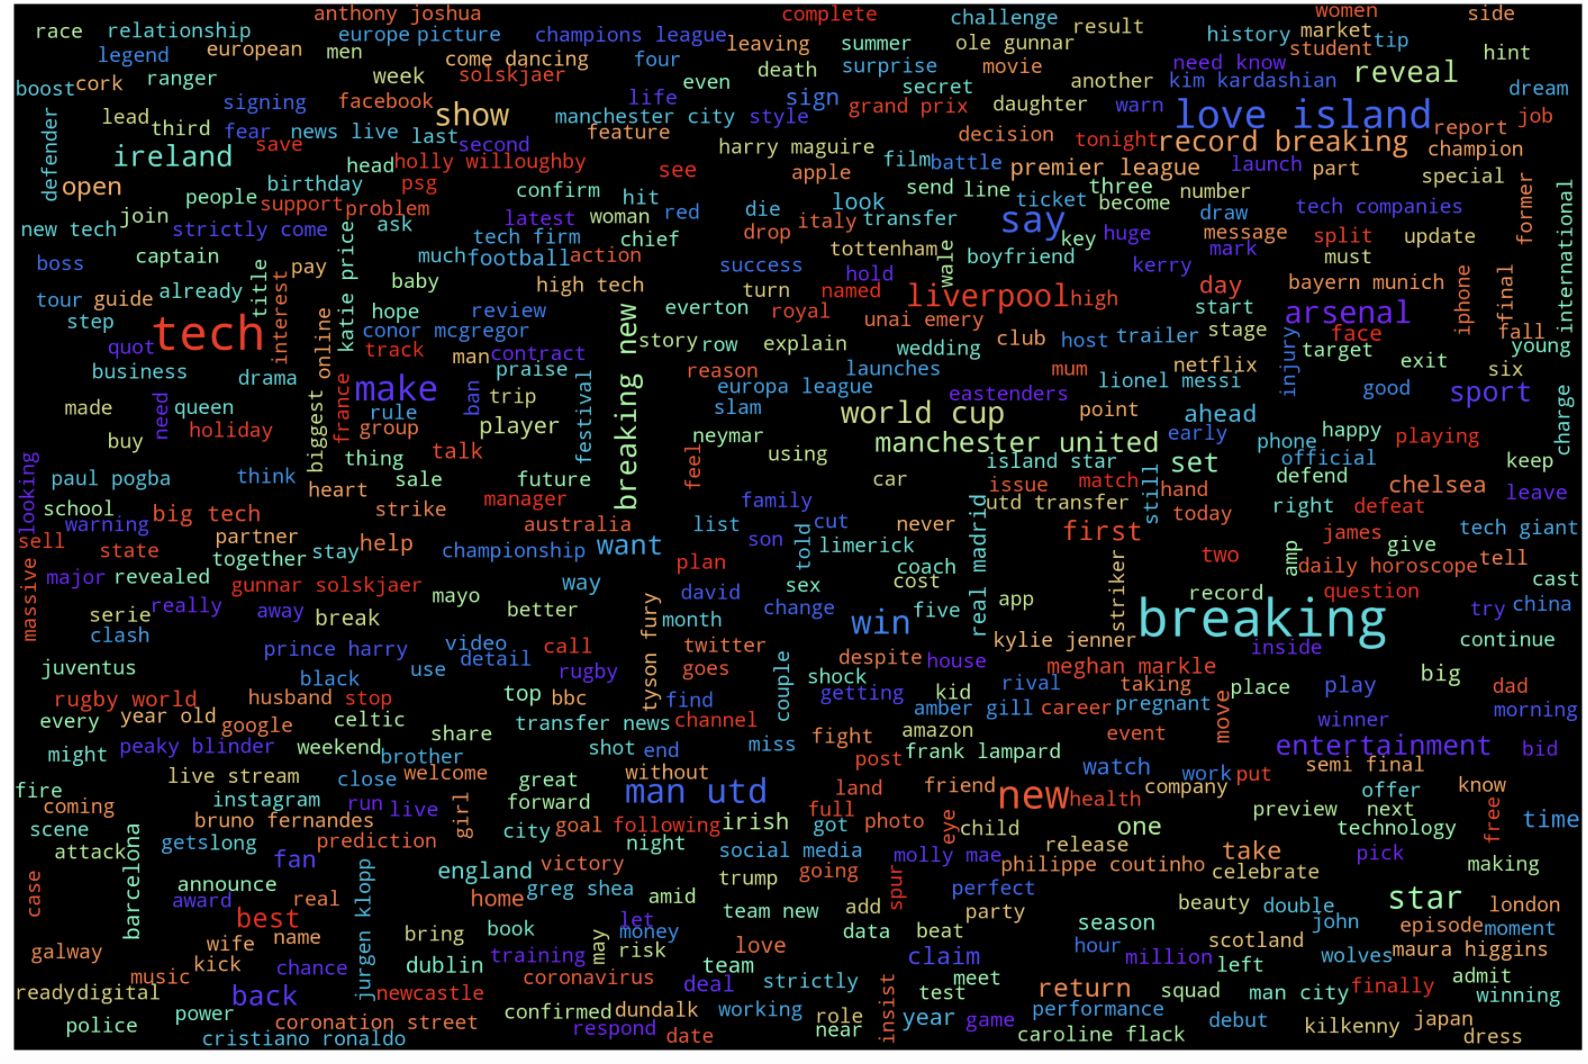 anthony joshua
complete
challenge
women
side
race
relationship
europe
picture
champions league
leaving
summer
ole gunnar
result
history
market
student
tip
legend
european
men
come dancing
four
death
surprise
movie
need know
hint
boost
cork
ranger
week
solskjaer
even
secret
another
kim kardashian
reveal
dream
signing
facebook
show
life
sign
grand prix
daughter
warn
love island
job
defender
lead
third
fear
news live
last
second
manchester city
style
feature
decision
tonight
record breaking
report
champion
ireland
save
head
holly willoughby
see
harry maguire
film
battle
premier league
launch
part
apple
open
people
birthday
psg
confirm
hit
send line
three
number
special
former
international
support
problem
look
ticket
become
join
latest
woman
red
die
italy
transfer
say
draw
tech companies
new tech
strictly come
ask
tech firm
chief
drop
key
huge
message
split
update
mark
boss
captain
title
pay
katie price
much
football
action
success
tottenham
wale
boyfriend
kerry
must
tour
guide
already
interest
baby
high tech
hold
turn
named
liverpool
high
day
bayern munich
iphone
final
step
tech
online
hope
review
breaking new
everton
royal
unai emery
start
arsenal
face
fall
quot
conor mcgregor
track
man
contract
story
row
explain
club
host
trailer
stage
injury
target
young
business
drama
france
praise
wedding
exit
make
ban
trip
festival
reason
launches
mum
netflix
six
europa league
eastenders
lionel messi
good
sport
charge
made
need
queen
biggest
rule
group
player
slam
world cup
point
ahead
buy
holiday
neymar
manchester united
early
phone
happy
playing
thing
talk
feel
using
island star
official
looking
paul pogba
think
heart
sale
future
car
issue
match
still
set
hand
defend
keep
school
manager
family
real madrid
utd transfer
chelsea
leave
warning
big tech
strike
australia
list
told
cut
never
first
today
right
defeat
sell
state
partner
together
stay
help
championship
want
son
limerick
two
amp
james
give
tech giant
massive
major
revealed
plan
coach
striker
daily horoscope
tell
gunnar solskjaer
way
sex
cost
cast
serie
really
away
mayo
better
tyson fury
david
change
five
app
record
question
clash
break
month
win
breaking
try
china
prince harry
video
call
twitter
kylie jenner
inside
continue
juventus
black
use
detail
rugby
goes
couple
despite
house
meghan markle
shock
rugby world
husband
stop
top
bbc
find
getting
kid
rival
taking
move
place
play
big
dad
every
year old
google
celtic
transfer news
channel
amber gill
career
pregnant
winner
morning
might
peaky blinder
weekend
brother
share
shot
end
miss
fight
amazon
frank lampard
event
entertainment
bid
live stream
close
welcome
great
without
post
watch
work
put
semi final
fire
coming
instagram
run
live
girl
forward
man utd
land
friend
new
health
company
offer
know
scene
bruno fernandes
city
goal
following
irish
full
got
photo
eye
child
one
preview
next
free
time
attack
barcelona
getslong
prediction
night
social media
molly mae
release
technology
fan
jurgen klopp
england
victory
trump
going
spur
philippe coutinho
take
celebrate
pick
making
case
announce
award
real
home
greg shea
amid
perfect
star
best
team new
add
party
beauty
double
london
galway
wife
name
bring
book
let
money
data
beat
season
john
episode
moment
kick
chance
training
may
risk
love
claim
hour
scotland
wolves
maura higgins
music
dublin
coronavirus
team
million
left
admit
ready
digital
back
newcastle
deal
strictly
insist
test
meet
return
squad
man city
finally
winning
police
power
coronation street
confirmed
dundalk
working
role
year
game
performance
debut
kilkenny
japan
cristiano ronaldo
respond
date
near
caroline flack
dress